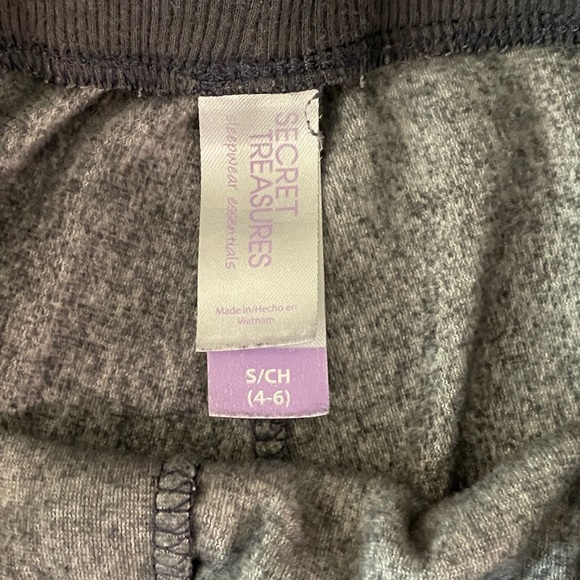 SECRET
TREASURES
sleepwear essentials
Made in/Hecho en
Vietnam
S/CH
(4-6)